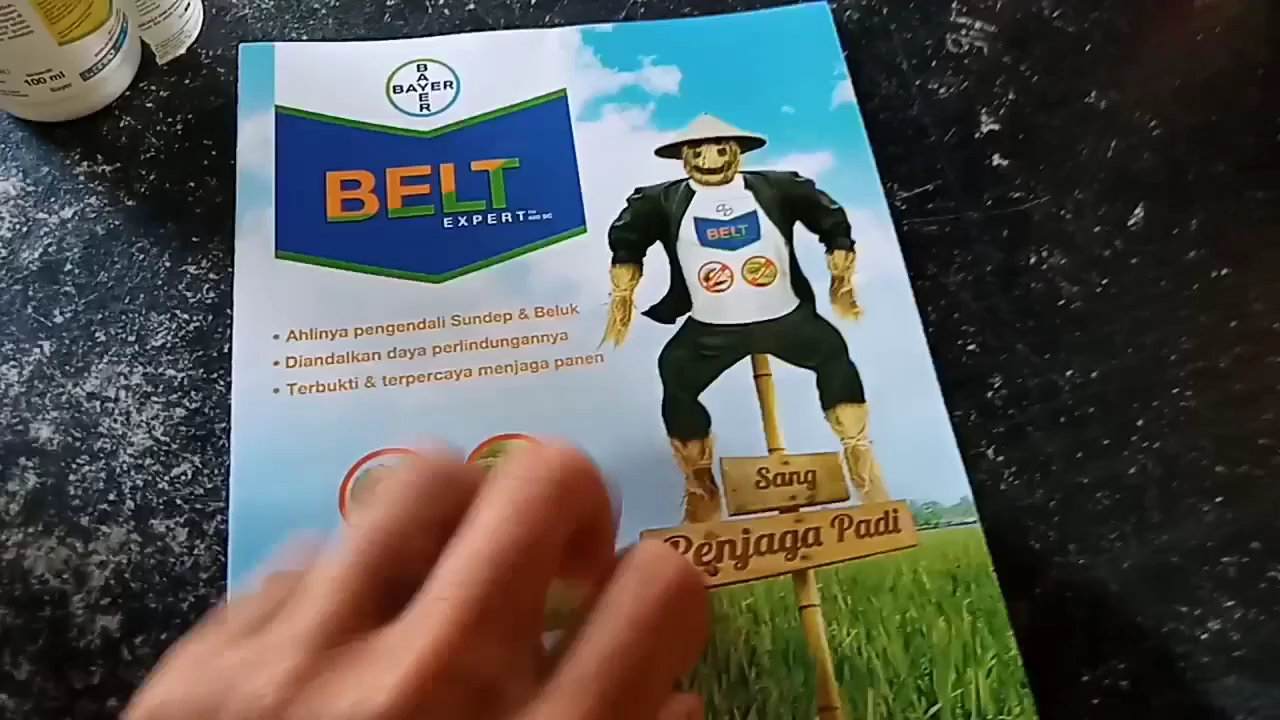 100 ml
Bayer
BAYER
BAYER
BELT
EXPERT
• Ahlinya pengendali Sundep & Beluk
• Diandalkan daya perlindungannya
• Terbukti & terpercaya menjaga panen
BELT
Sang
Penjaga Padi